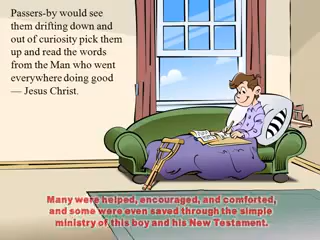 Passers-by would see
them drifting down and
out of curiosity pick them
up and read the words
from the Man who went
everywhere doing good
— Jesus Christ.
Many were helped, encouraged, and comforted,
and some were even saved through the simple
ministry of this boy and his New Testament.